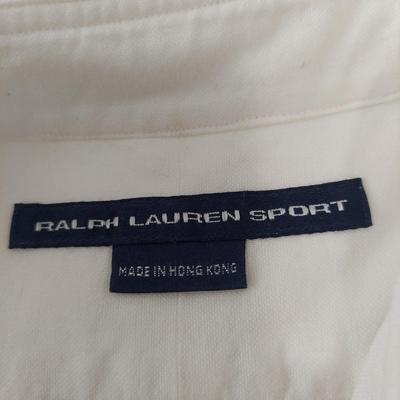 RALPH LAUREN SPORT
MADE IN HONG KONG